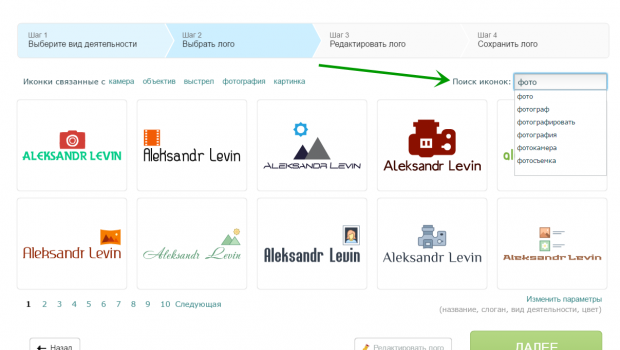 Шаг 1
Выберите вид деятельности
Шаг 2
Выбрать лого
Шаг 3
Редактировать лого
Шаг 4
Сохранить лого
Иконки связанные с камера объектив выстрел фотография картинка
Поиск иконок: фото
фото
фотограф
фотографировать
фотография
фотокамера
фотосъемка
ALEKSANDR LEVIN
Aleksandr Levin
ALEKSANDR LEVIN
Aleksandr Levin
Aleksandr Levin
Aleksandr Levin
Aleksandr Levin
Aleksandr Levin
Aleksandr Levin
1 2 3 4 5 6 7 8 9 10 Следующая
Изменить параметры
(название, слоган, вид деятельности, цвет)
Назад
Редактировать лого
ДАЛЕЕ